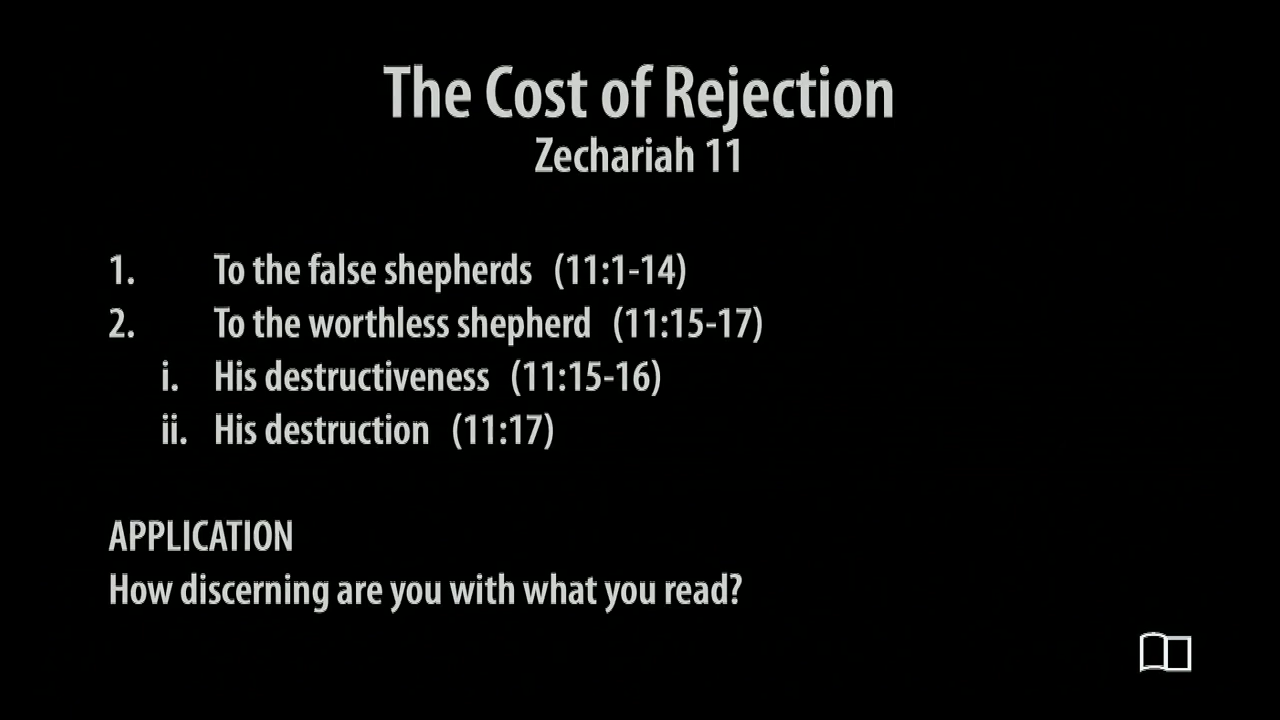 The Cost of Rejection
Zechariah 11
1. To the false shepherds (11:1-14)
2. To the worthless shepherd (11:15-17)
i. His destructiveness (11:15-16)
ii. His destruction (11:17)
APPLICATION
How discerning are you with what you read?